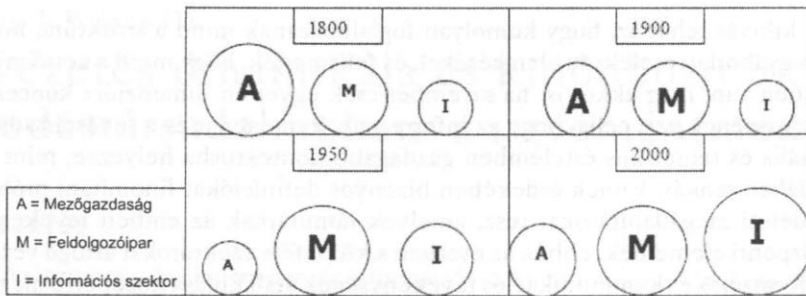 1800
1900
A
M
I
A
M
I
1950
2000
A = Mezőgazdaság
M = Feldolgozóipar
I = Információs szektor
M
I
A
M
I